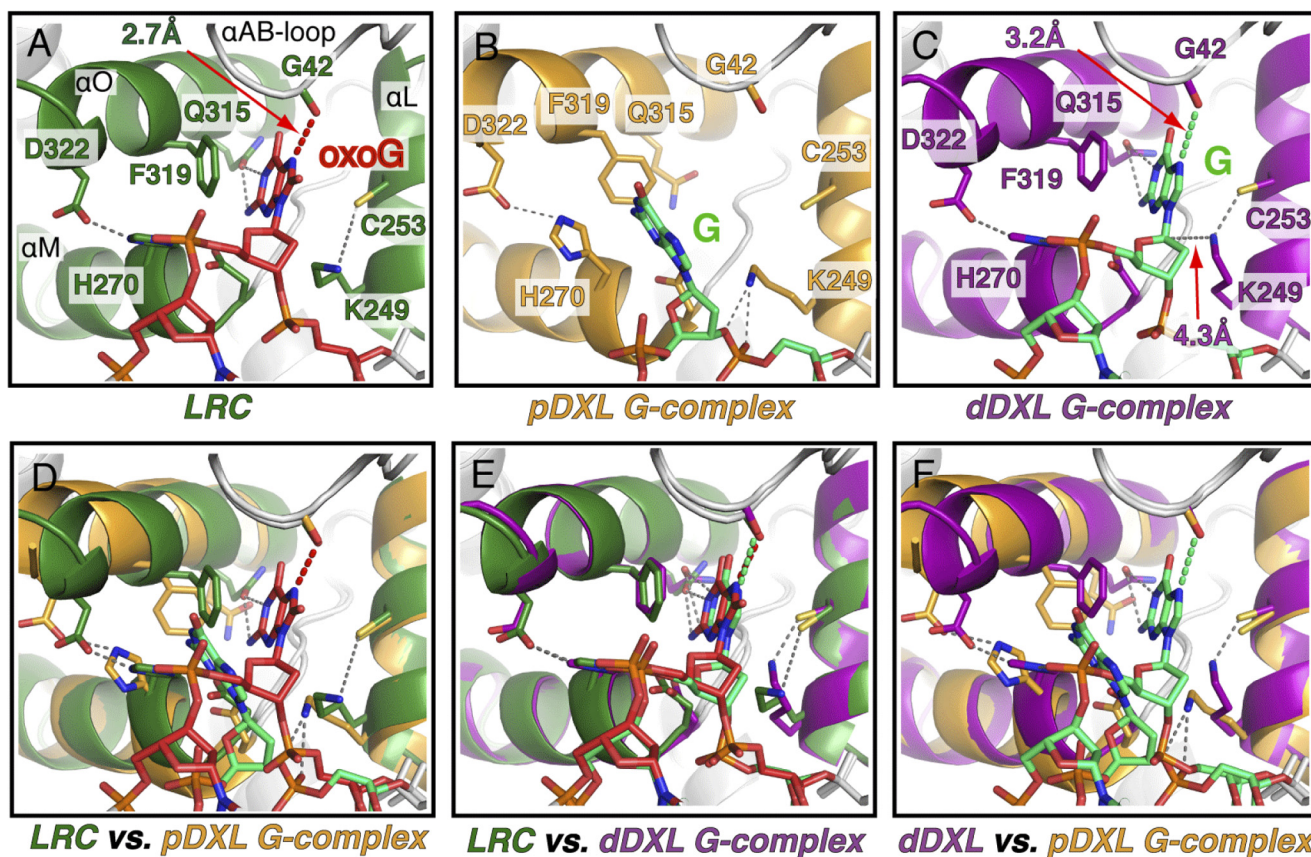 A
2.7Å
αAB-loop
G42
αO
αL
Q315
D322
F319
oxoG
C253
αM
H270
K249
LRC
B
G42
F319
Q315
D322
C253
G
H270
K249
pDXL G-complex
C
3.2Å
G42
Q315
D322
F319
G
C253
H270
K249
4.3Å
dDXL G-complex
D
LRC vs. pDXL G-complex
E
LRC vs. dDXL G-complex
F
dDXL vs. pDXL G-complex